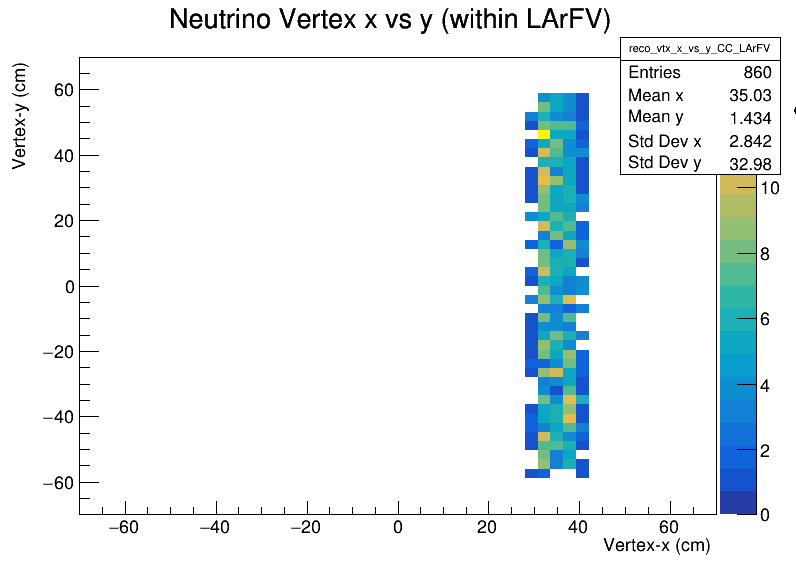 Neutrino Vertex x vs y (within LArFV)
reco_vtx_x_vs_y_CC_LArFV
Entries 860
Mean x 35.03
Mean y 1.434
Std Dev x 2.842
Std Dev y 32.98
Vertex-y (cm)
60
40
20
0
−20
−40
−60
−60 −40 −20 0 20 40 60
Vertex-x (cm)
10
8
6
4
2
0